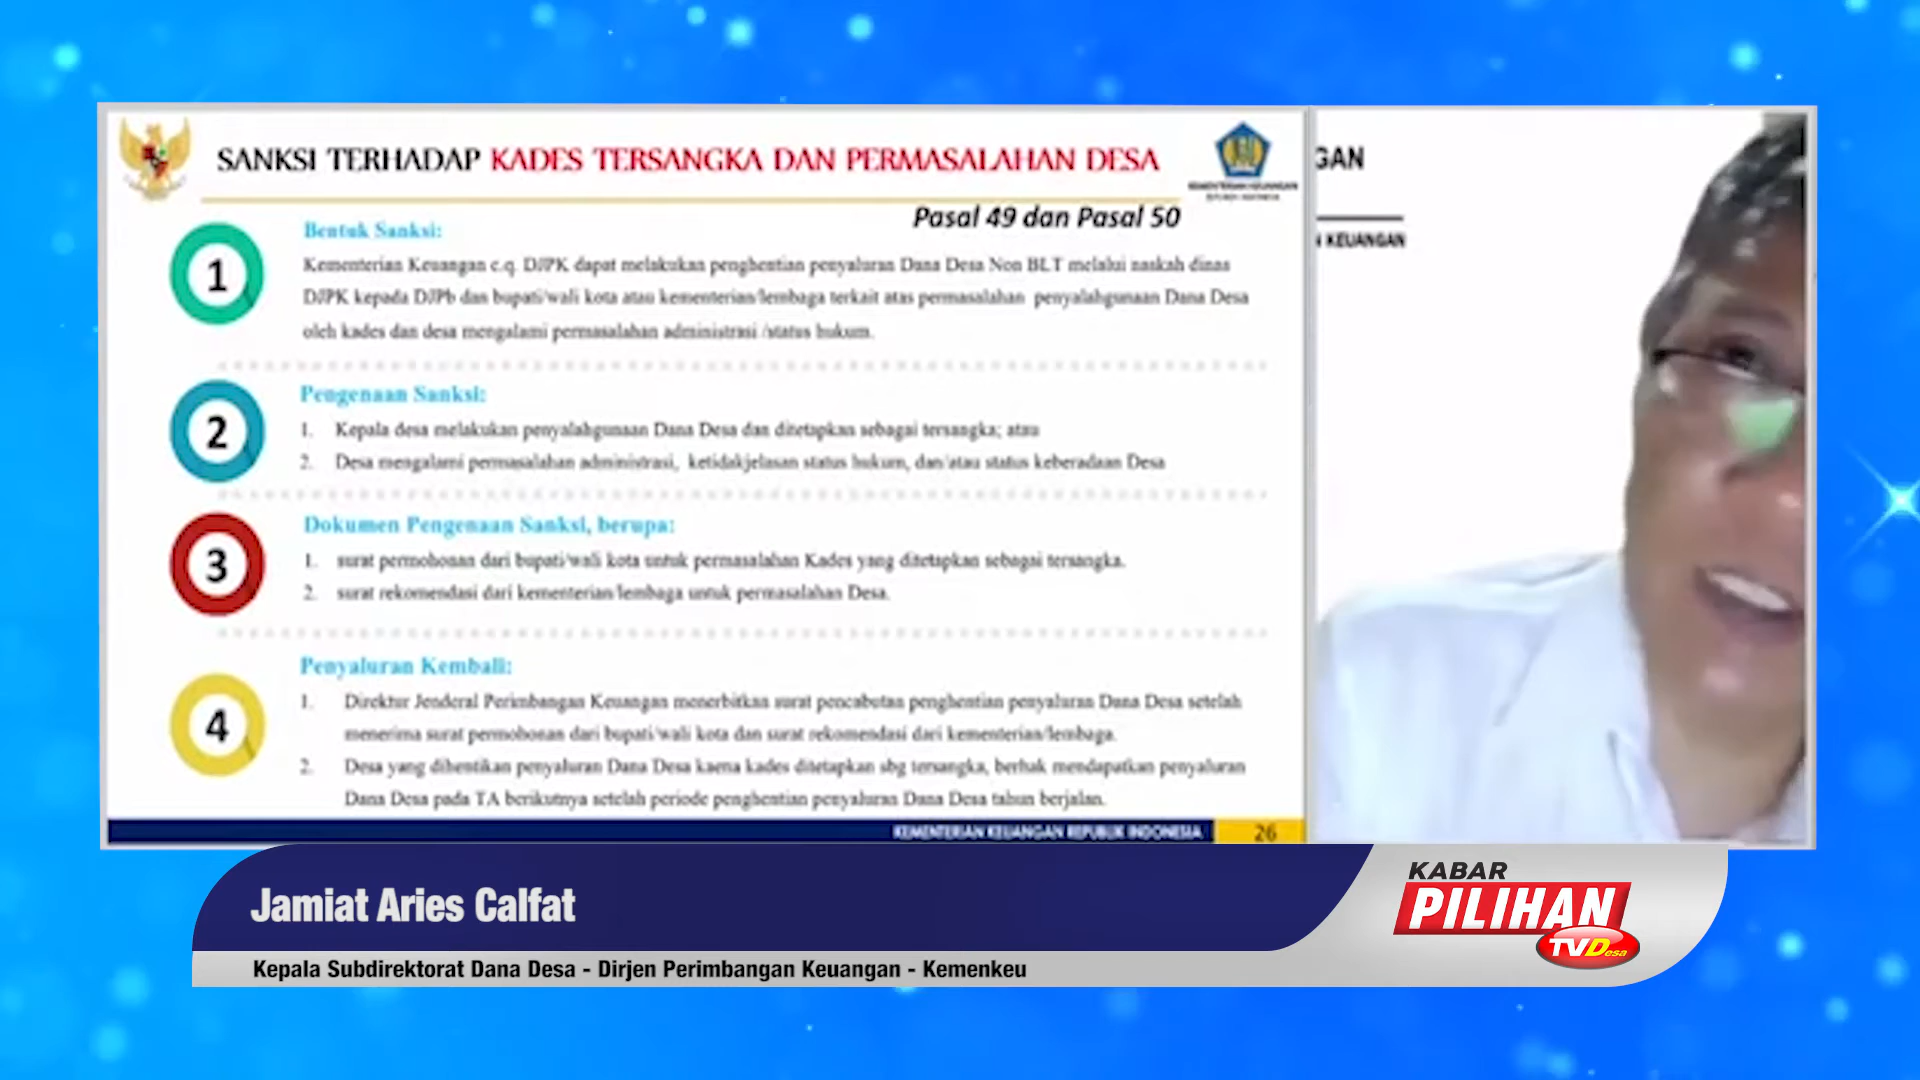 SANKSI TERHADAP KADES TERSANGKA DAN PERMASALAHAN DESA
KEMENTERIAN KEUANGAN
REPUBLIK INDONESIA
Pasal 49 dan Pasal 50
1
Bentuk Sanksi:
Kementerian Keuangan c.q. DJPK dapat melakukan penghentian penyaluran Dana Desa Non BLT melalui naskah dinas
DJPK kepada DJPb dan bupati/wali kota atau kementerian/lembaga terkait atas permasalahan penyalahgunaan Dana Desa
oleh kades dan desa mengalami permasalahan administrasi /status hukum.
2
Pengenaan Sanksi:
1. Kepala desa melakukan penyalahgunaan Dana Desa dan ditetapkan sebagai tersangka; atau
2. Desa mengalami permasalahan administrasi, ketidakjelasan status hukum, dan/atau status keberadaan Desa
3
Dokumen Pengenaan Sanksi, berupa:
1. surat permohonan dari bupati/wali kota untuk permasalahan Kades yang ditetapkan sebagai tersangka.
2. surat rekomendasi dari kementerian/lembaga untuk permasalahan Desa.
4
Penyaluran Kembali:
1. Direktur Jenderal Perimbangan Keuangan menerbitkan surat pencabutan penghentian penyaluran Dana Desa setelah
menerima surat permohonan dari bupati/wali kota dan surat rekomendasi dari kementerian/lembaga.
2. Desa yang dihentikan penyaluran Dana Desa kaena kades ditetapkan sbg tersangka, berhak mendapatkan penyaluran
Dana Desa pada TA berikutnya setelah periode penghentian penyaluran Dana Desa tahun berjalan.
KEMENTERIAN KEUANGAN REPUBLIK INDONESIA 26
GAN
N KEUANGAN
Jamiat Aries Calfat
Kepala Subdirektorat Dana Desa - Dirjen Perimbangan Keuangan - Kemenkeu
KABAR
PILIHAN
TVDesa